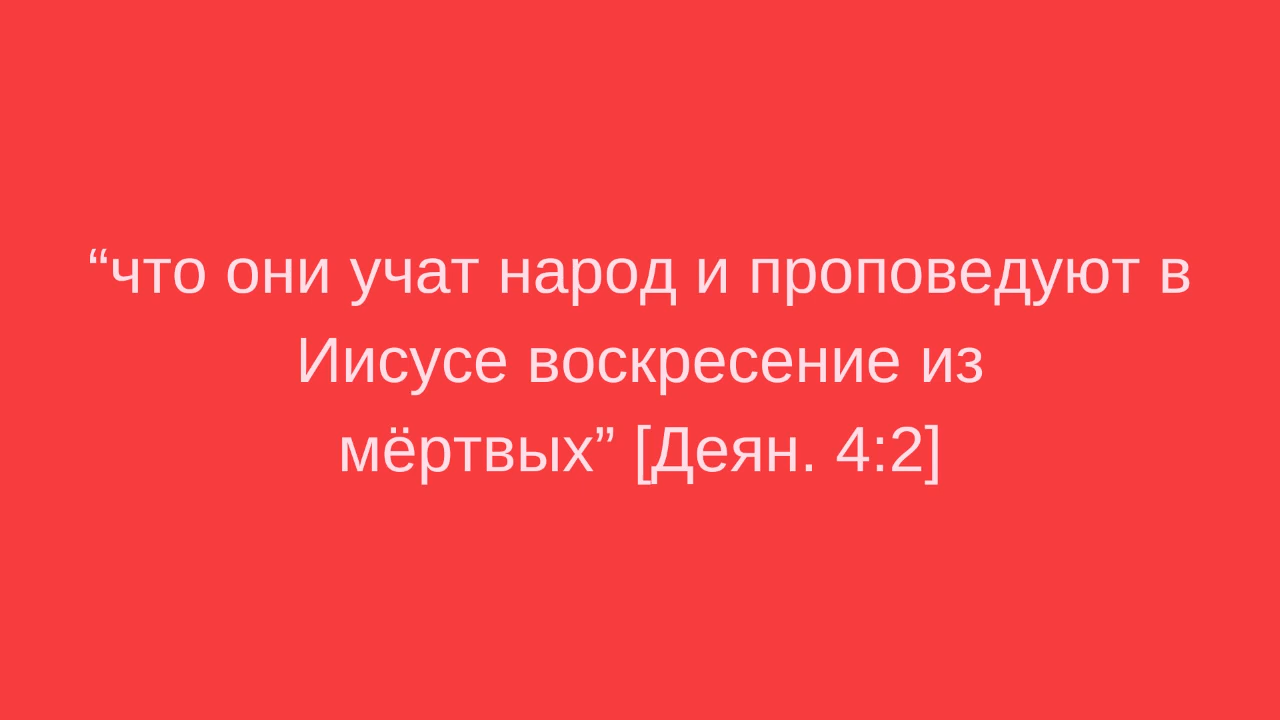 “что они учат народ и проповедуют в
Иисусе воскресение из
мёртвых” [Деян. 4:2]